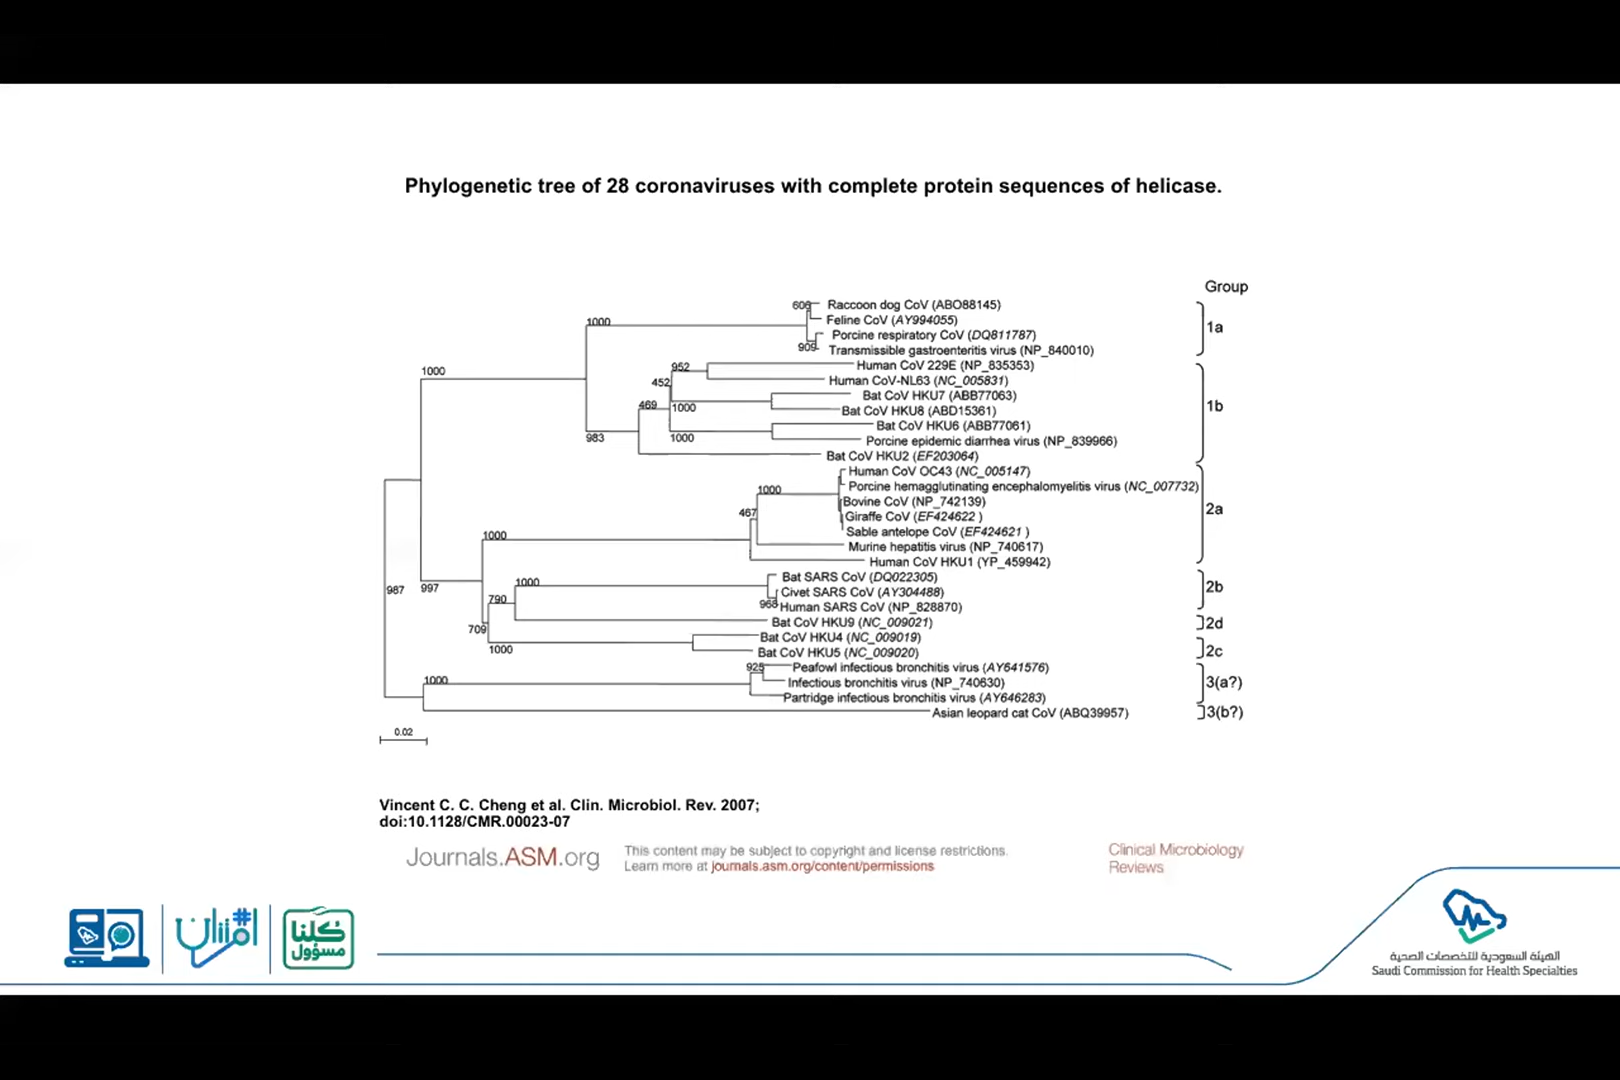 Phylogenetic tree of 28 coronaviruses with complete protein sequences of helicase.
Group
606
Raccoon dog CoV (ABO88145)
Feline CoV (AY994055)
1000
1a
Porcine respiratory CoV (DQ811787)
909
Transmissible gastroenteritis virus (NP_840010)
1000
952
Human CoV 229E (NP_835353)
452
Human CoV-NL63 (NC_005831)
Bat CoV HKU7 (ABB77063)
469
1000
Bat CoV HKU8 (ABD15361)
1b
Bat CoV HKU6 (ABB77061)
983
1000
Porcine epidemic diarrhea virus (NP_839966)
Bat CoV HKU2 (EF203064)
Human CoV OC43 (NC_005147)
1000
Porcine hemagglutinating encephalomyelitis virus (NC_007732)
Bovine CoV (NP_742139)
467
Giraffe CoV (EF424622 )
2a
Sable antelope CoV (EF424621 )
1000
Murine hepatitis virus (NP_740617)
Human CoV HKU1 (YP_459942)
Bat SARS CoV (DQ022305)
987
997
1000
Civet SARS CoV (AY304488)
2b
790
968
Human SARS CoV (NP_828870)
709
Bat CoV HKU9 (NC_009021)
2d
Bat CoV HKU4 (NC_009019)
1000
Bat CoV HKU5 (NC_009020)
2c
925
Peafowl infectious bronchitis virus (AY641576)
1000
Infectious bronchitis virus (NP_740630)
3(a?)
Partridge infectious bronchitis virus (AY646283)
Asian leopard cat CoV (ABQ39957)
3(b?)
0.02
Vincent C. C. Cheng et al. Clin. Microbiol. Rev. 2007;
doi:10.1128/CMR.00023-07
Journals.ASM.org
This content may be subject to copyright and license restrictions.
Learn more at journals.asm.org/content/permissions
Clinical Microbiology
Reviews
كلنا
مسؤول
الهيئة السعودية للتخصصات الصحية
Saudi Commission for Health Specialties